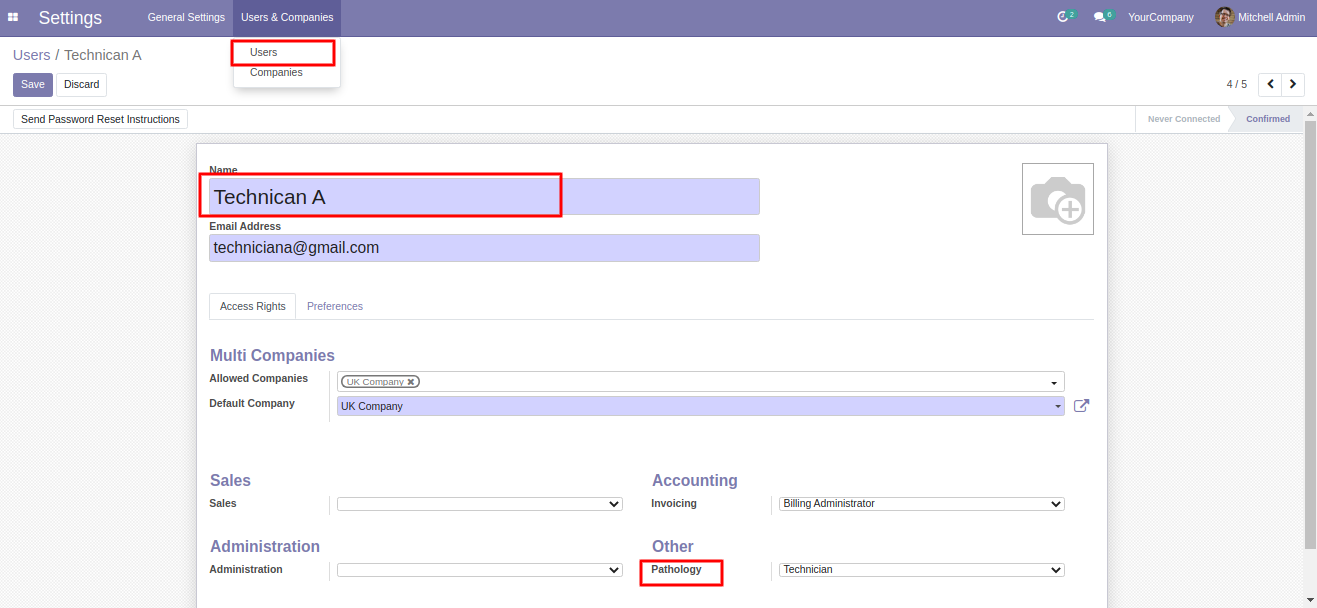 Settings General Settings Users & Companies 2 6 YourCompany Mitchell Admin
Users / Technican A
Users
Companies
Save Discard 4 / 5
Send Password Reset Instructions Never Connected Confirmed
Name
Technican A
Email Address
techniciana@gmail.com
Access Rights Preferences
Multi Companies
Allowed Companies UK Company
Default Company UK Company
Sales Accounting
Sales Invoicing Billing Administrator
Administration Other
Administration Pathology Technician